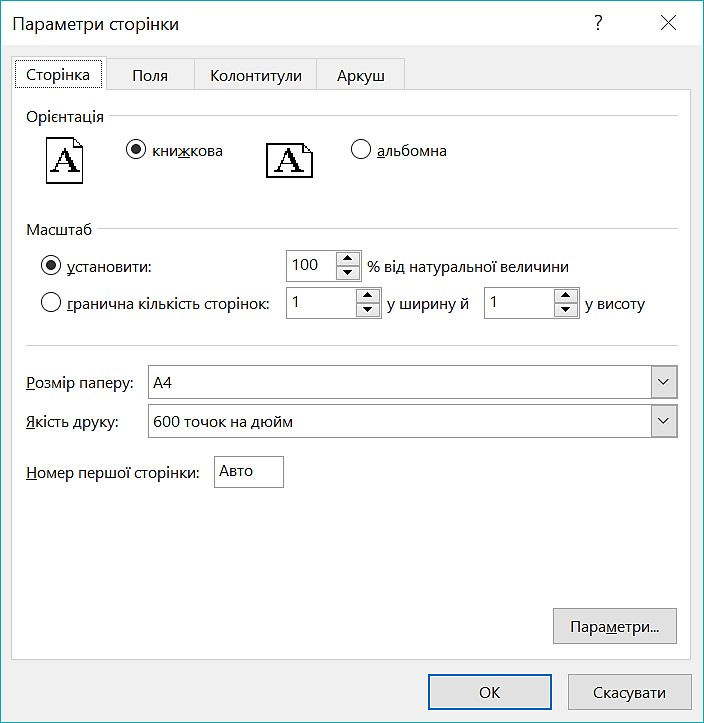 Параметри сторінки ?
Сторінка Поля Колонтитули Аркуш
Орієнтація
A книжкова A альбомна
Масштаб
установити: 100 % від натуральної величини
гранична кількість сторінок: 1 у ширину й 1 у висоту
Розмір паперу: A4
Якість друку: 600 точок на дюйм
Номер першої сторінки: Авто
Параметри...
ОК Скасувати